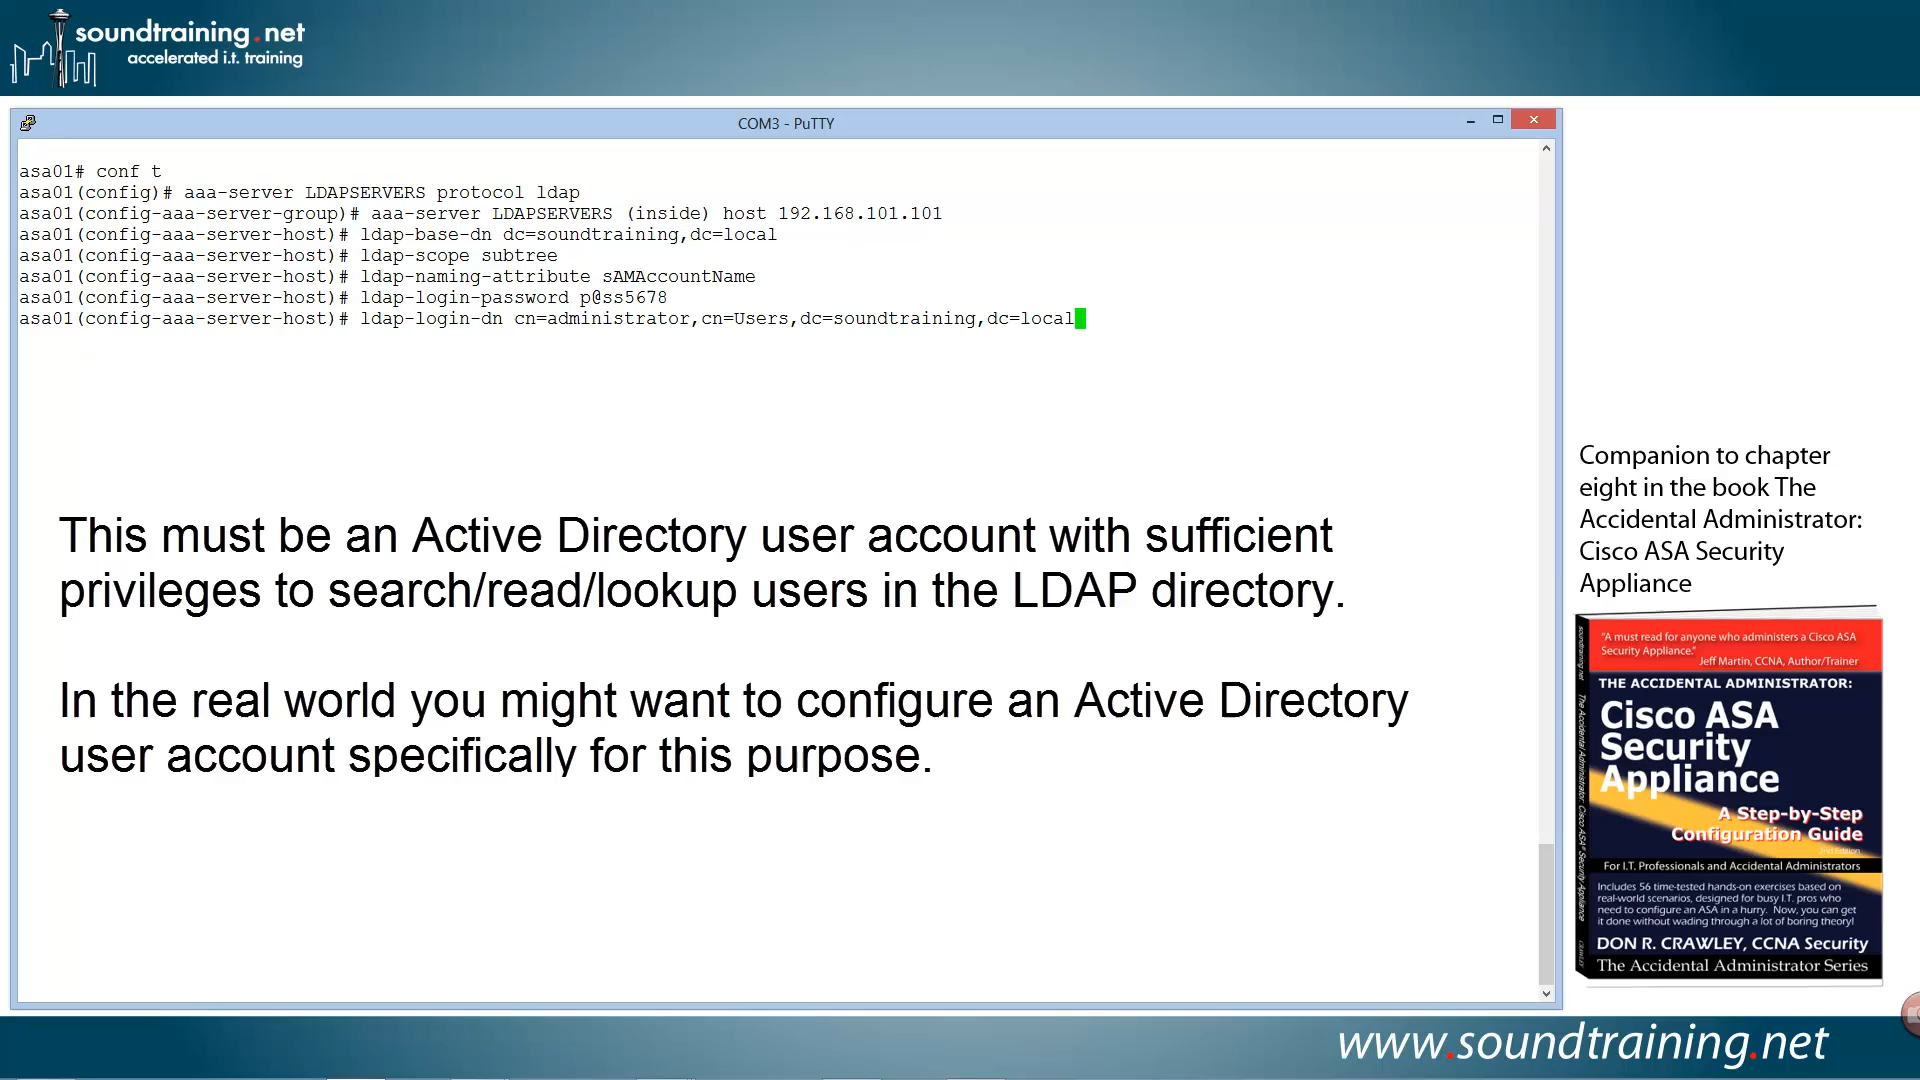 soundtraining.net
accelerated i.t. training
COM3 - PuTTY
asa01# conf t
asa01(config)# aaa-server LDAPSERVERS protocol ldap
asa01(config-aaa-server-group)# aaa-server LDAPSERVERS (inside) host 192.168.101.101
asa01(config-aaa-server-host)# ldap-base-dn dc=soundtraining,dc=local
asa01(config-aaa-server-host)# ldap-scope subtree
asa01(config-aaa-server-host)# ldap-naming-attribute sAMAccountName
asa01(config-aaa-server-host)# ldap-login-password p@ss5678
asa01(config-aaa-server-host)# ldap-login-dn cn=administrator,cn=Users,dc=soundtraining,dc=local
This must be an Active Directory user account with sufficient
privileges to search/read/lookup users in the LDAP directory.
In the real world you might want to configure an Active Directory
user account specifically for this purpose.
Companion to chapter
eight in the book The
Accidental Administrator:
Cisco ASA Security
Appliance
"A must read for anyone who administers a Cisco ASA
Security Appliance."
Jeff Martin, CCNA, Author/Trainer
THE ACCIDENTAL ADMINISTRATOR:
Cisco ASA
Security
Appliance
A Step-by-Step
Configuration Guide
For I.T. Professionals and Accidental Administrators
Includes 56 time-tested hands-on exercises based on
real-world scenarios, designed for busy I.T. pros who
need to configure an ASA in a hurry. Now, you can get
it done without wading through a lot of boring theory!
DON R. CRAWLEY, CCNA Security
The Accidental Administrator Series
www.soundtraining.net